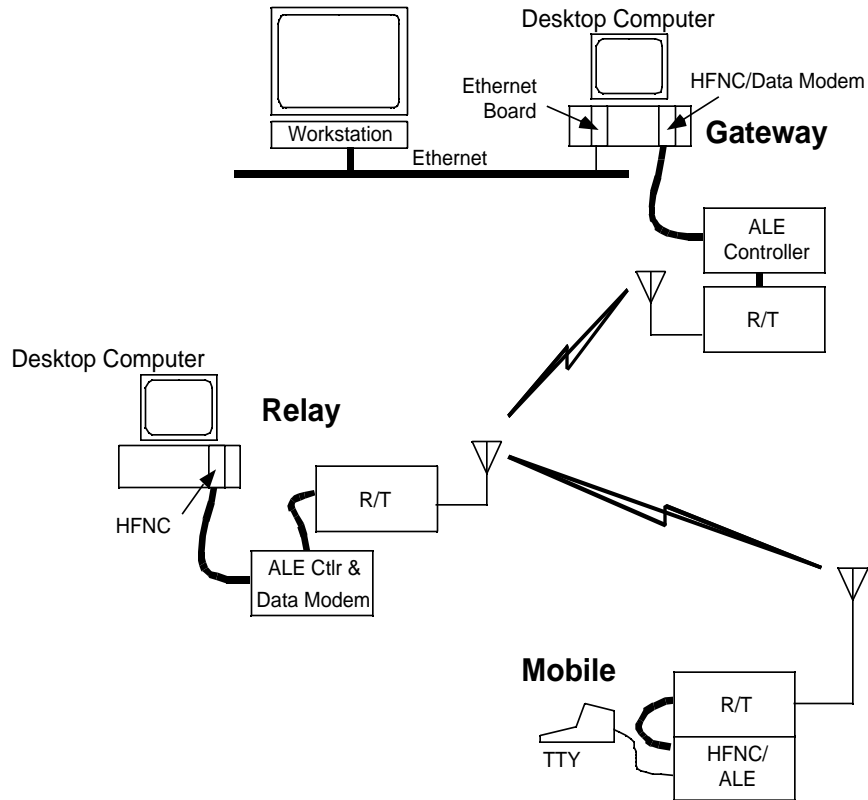 Desktop Computer
Ethernet
Board
HFNC/Data Modem
Workstation
Gateway
Ethernet
ALE
Controller
R/T
Desktop Computer
Relay
R/T
HFNC
ALE Ctlr &
Data Modem
Mobile
R/T
TTY
HFNC/
ALE